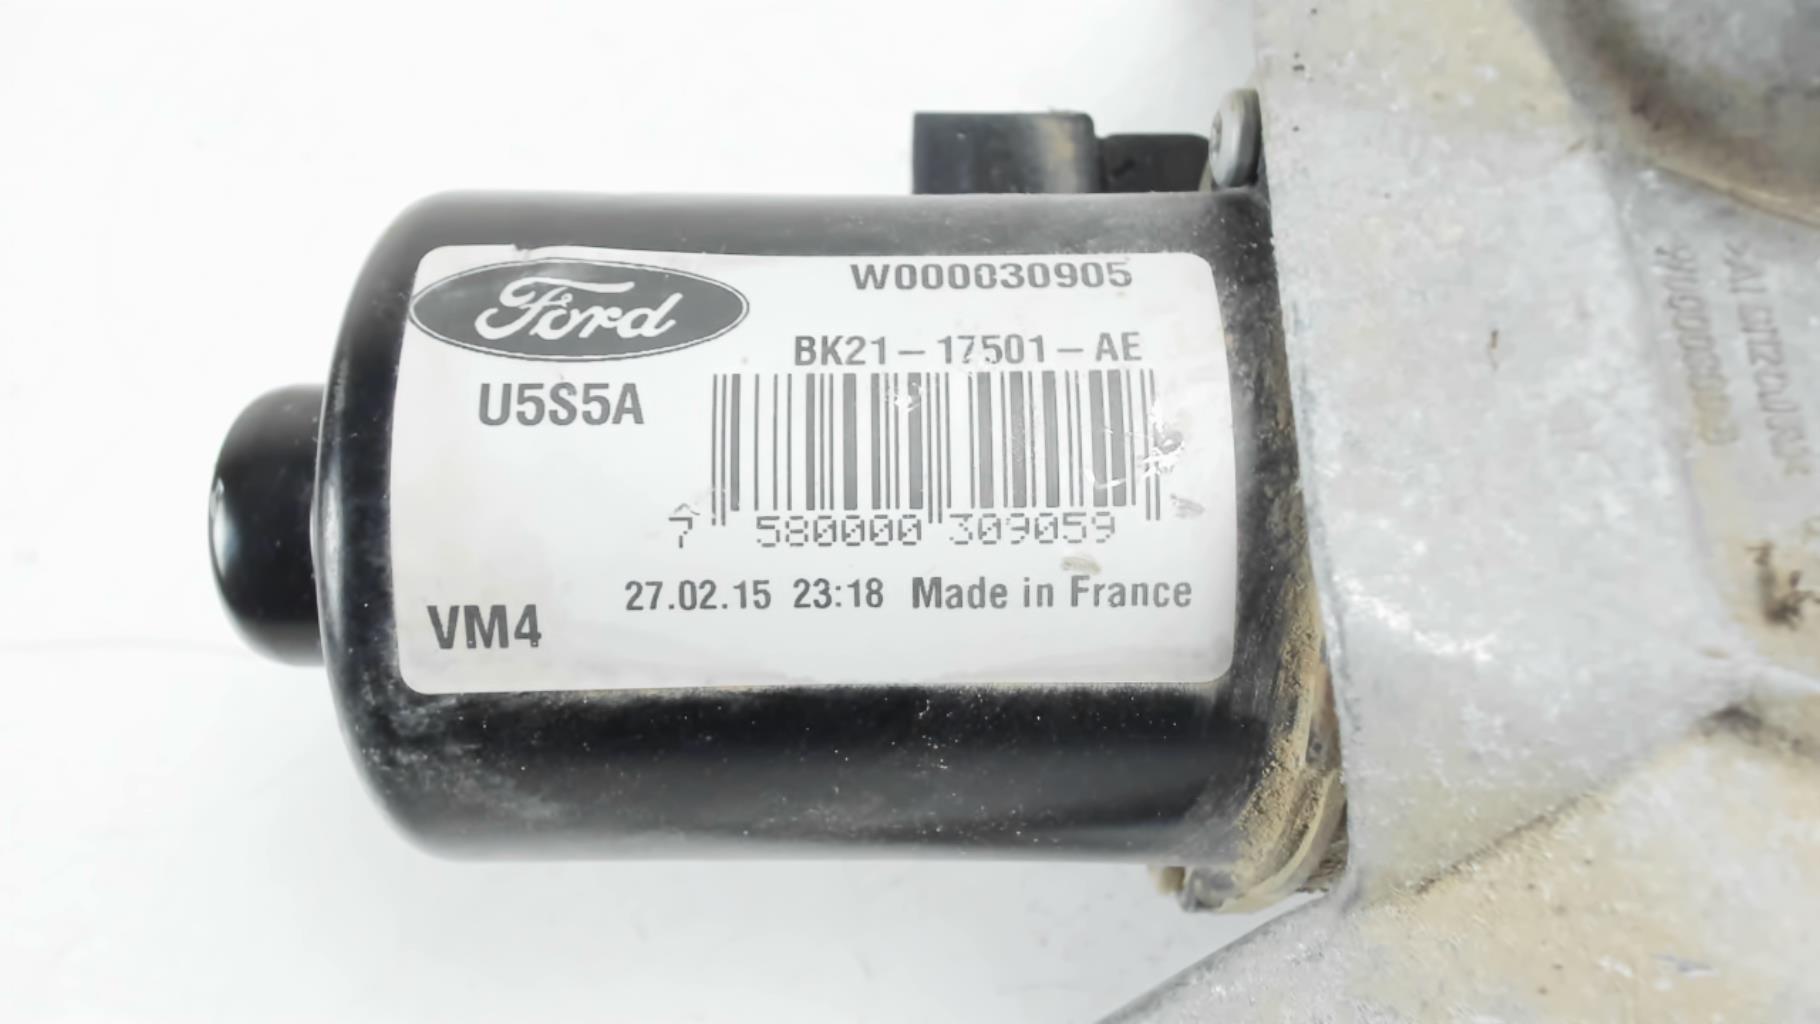 Ford
W000030905
BK21-17501-AE
U5S5A
7 580000 309059
27.02.15 23:18 Made in France
VM4